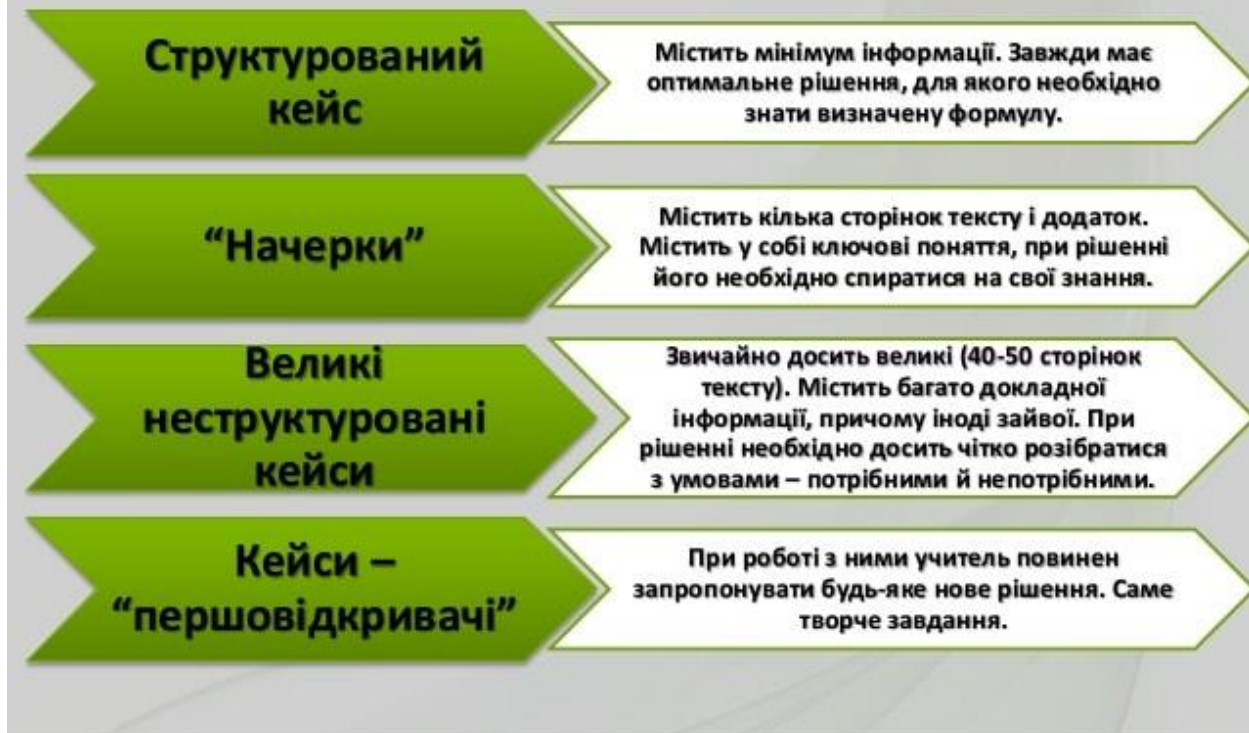 Структурований
кейс
Містить мінімум інформації. Завжди має
оптимальне рішення, для якого необхідно
знати визначену формулу.
“Начерки”
Містить кілька сторінок тексту і додаток.
Містить у собі ключові поняття, при рішенні
його необхідно спиратися на свої знання.
Великі
неструктуровані
кейси
Звичайно досить великі (40-50 сторінок
тексту). Містить багато докладної
інформації, причому іноді зайвої. При
рішенні необхідно досить чітко розібратися
з умовами – потрібними й непотрібними.
Кейси –
“першовідкривачі”
При роботі з ними учитель повинен
запропонувати будь-яке нове рішення. Саме
творче завдання.